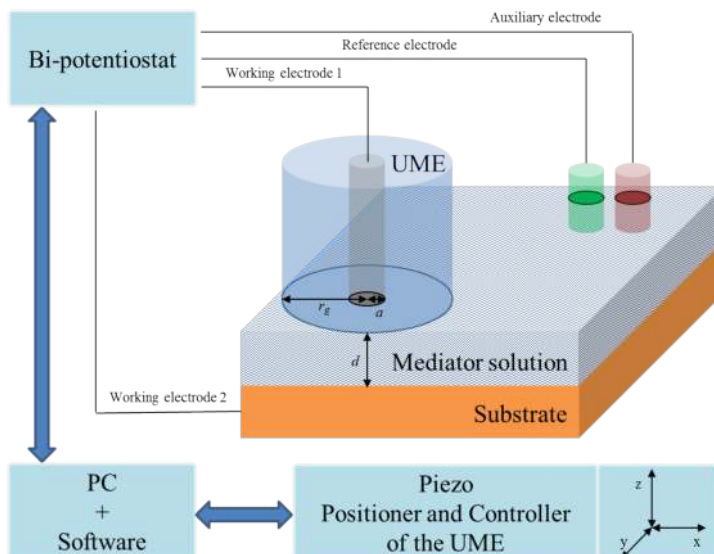 Auxiliary electrode
Reference electrode
Bi-potentiostat
Working electrode 1
UME
r_g
a
d
Mediator solution
Working electrode 2
Substrate
PC
+
Software
Piezo
Positioner and Controller
of the UME
z
y
x